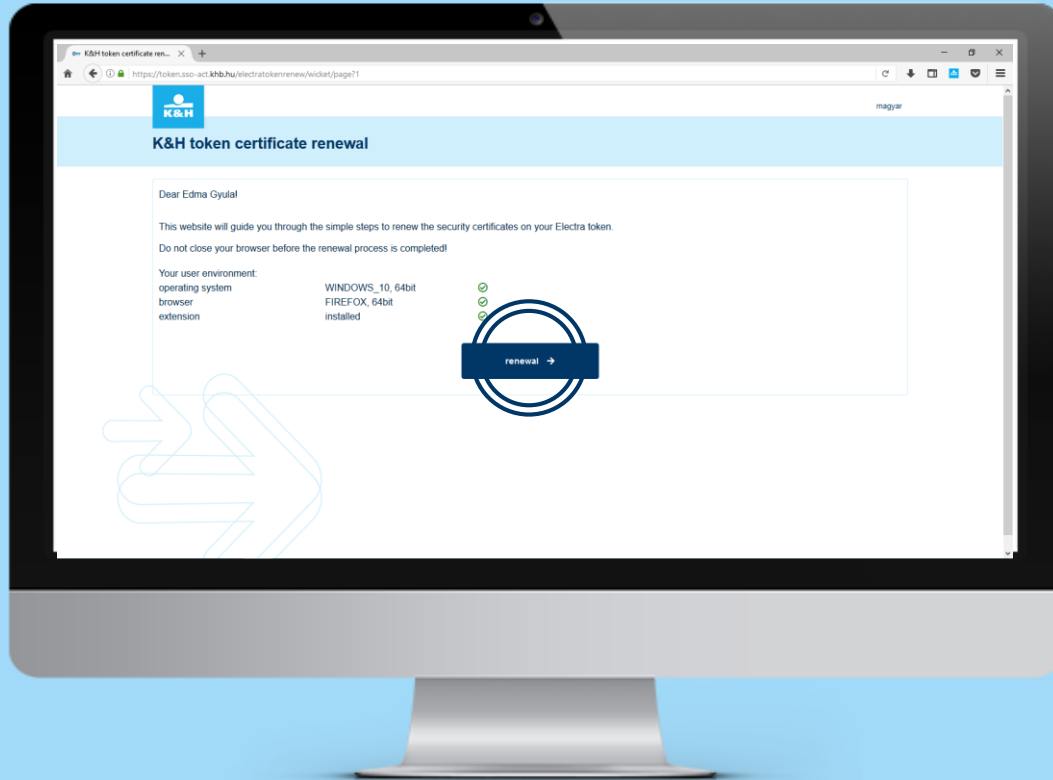 K&H token certificate ren...
https://token.sso-act.khb.hu/electratokenrenew/wicket/page?1
K&H
magyar
K&H token certificate renewal
Dear Edma Gyula!
This website will guide you through the simple steps to renew the security certificates on your Electra token.
Do not close your browser before the renewal process is completed!
Your user environment:
operating system WINDOWS_10, 64bit
browser FIREFOX, 64bit
extension installed
renewal →